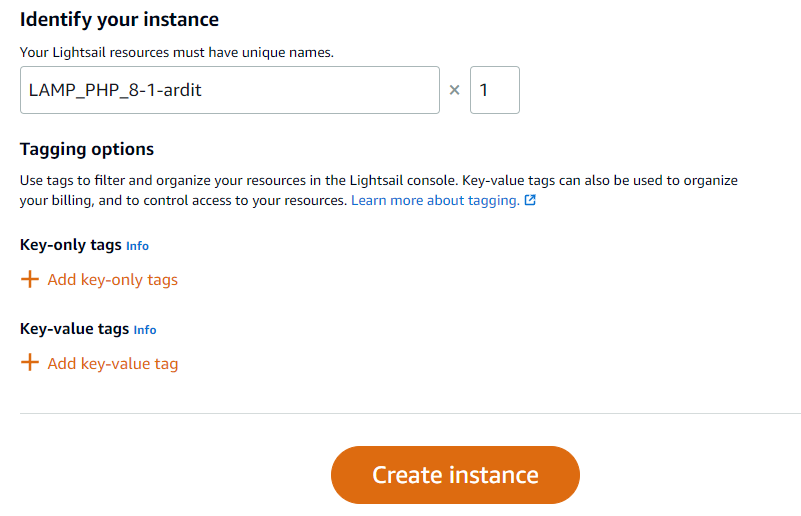 Identify your instance
Your Lightsail resources must have unique names.
LAMP_PHP_8-1-ardit × 1
Tagging options
Use tags to filter and organize your resources in the Lightsail console. Key-value tags can also be used to organize
your billing, and to control access to your resources. Learn more about tagging.
Key-only tags Info
+ Add key-only tags
Key-value tags Info
+ Add key-value tag
Create instance